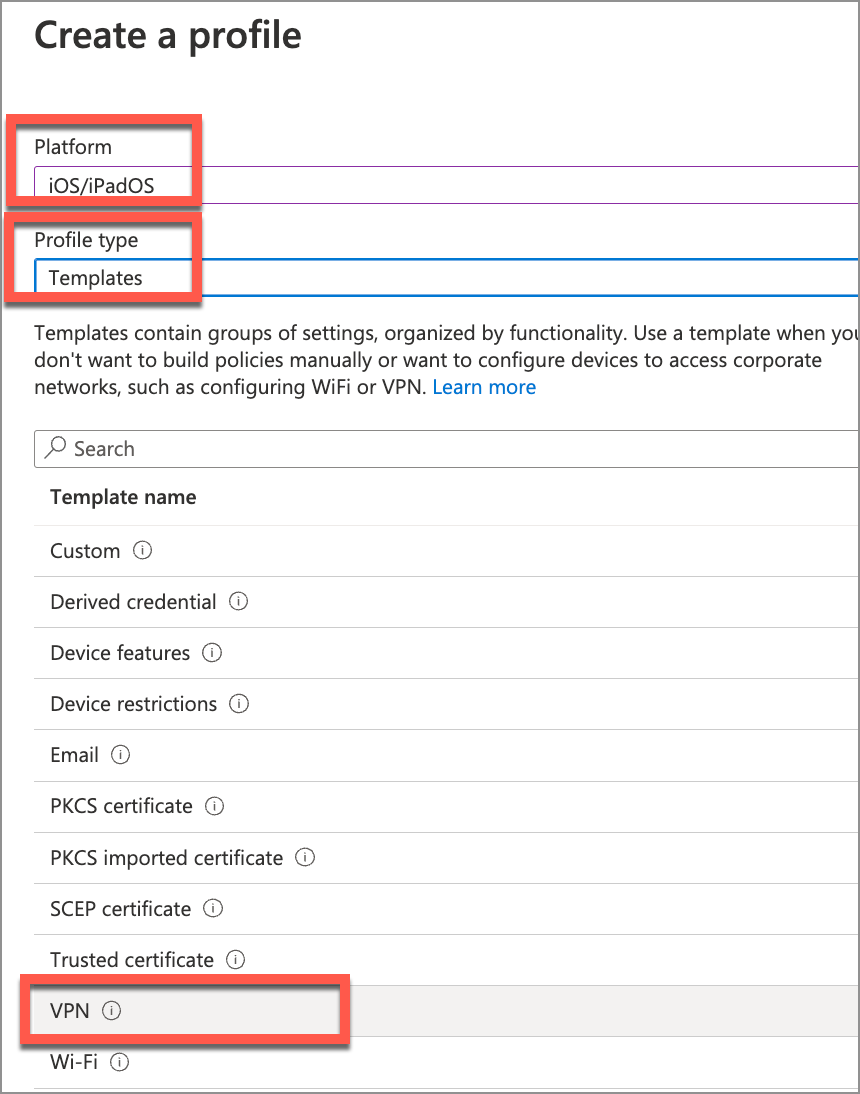 Create a profile
Platform
iOS/iPadOS
Profile type
Templates
Templates contain groups of settings, organized by functionality. Use a template when you
don't want to build policies manually or want to configure devices to access corporate
networks, such as configuring WiFi or VPN. Learn more
Search
Template name
Custom
Derived credential
Device features
Device restrictions
Email
PKCS certificate
PKCS imported certificate
SCEP certificate
Trusted certificate
VPN
Wi-Fi